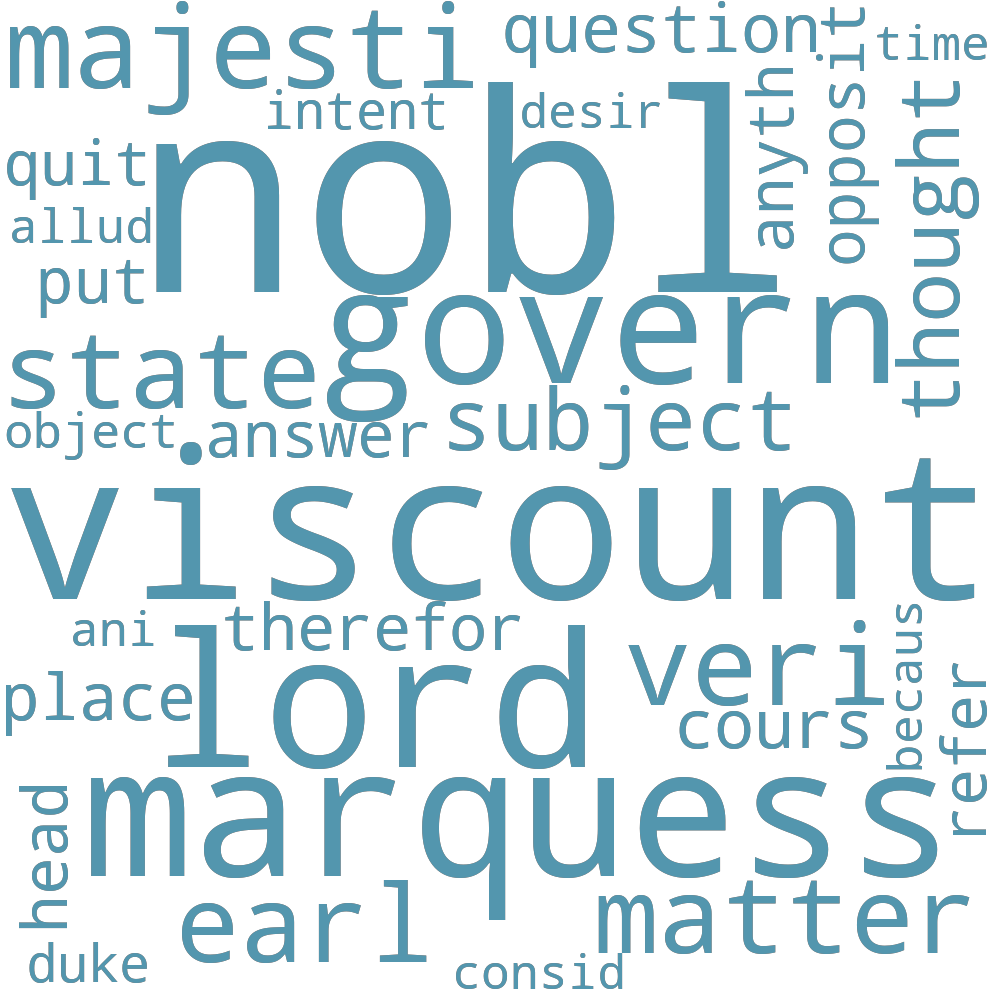 majesti
question
time
intent
desir
anyth
opposit
thought
quit
nobl
allud
put
govern
state
object
answer
subject
viscount
ani
therefor
lord
veri
becaus
place
cours
refer
head
marquess
earl
matter
duke
consid